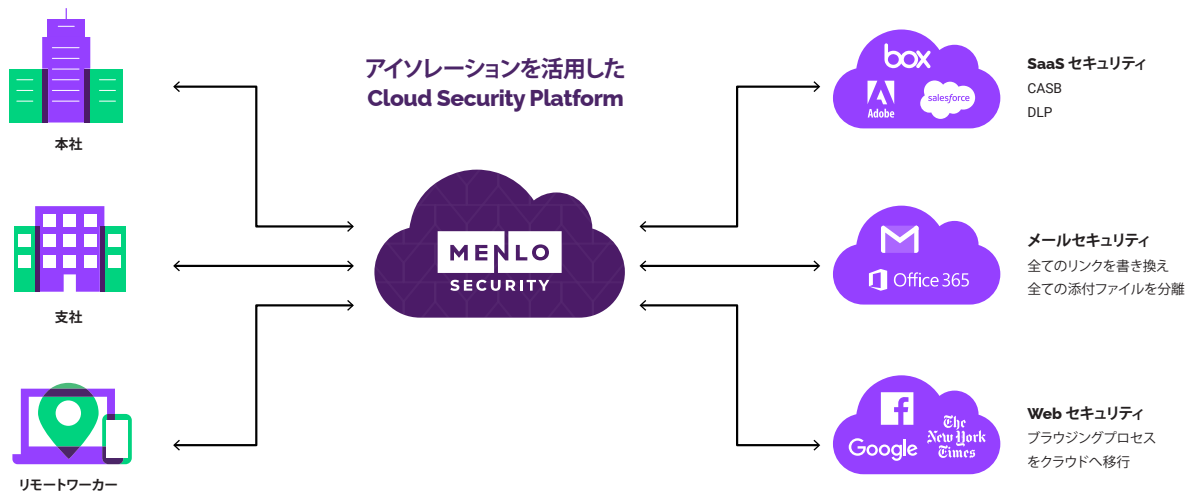 アイソレーションを活用した
Cloud Security Platform
本社
支社
リモートワーカー
MENLO
SECURITY
box
Adobe
salesforce
SaaS セキュリティ
CASB
DLP
Office 365
メールセキュリティ
全てのリンクを書き換え
全ての添付ファイルを分離
Google
The
New York
Times
Web セキュリティ
ブラウジングプロセス
をクラウドへ移行